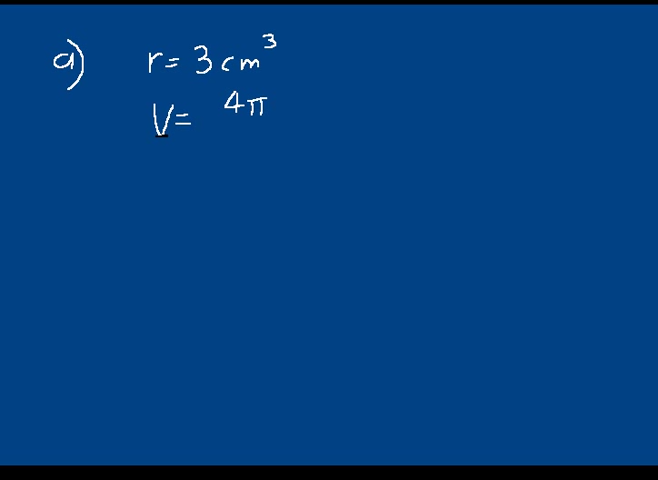 a) r = 3 cm³
V = 4π